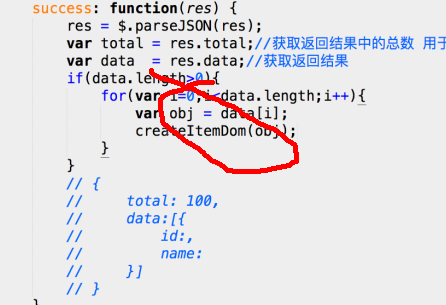 success: function(res) {
res = $.parseJSON(res);
var total = res.total;//获取返回结果中的总数 用于
var data = res.data;//获取返回结果
if(data.length>0){
for(var i=0;i<data.length;i++){
var obj = data[i];
createItemDom(obj);
}
}
// {
// total: 100,
// data:[{
// id:,
// name:
// }]
// }
}